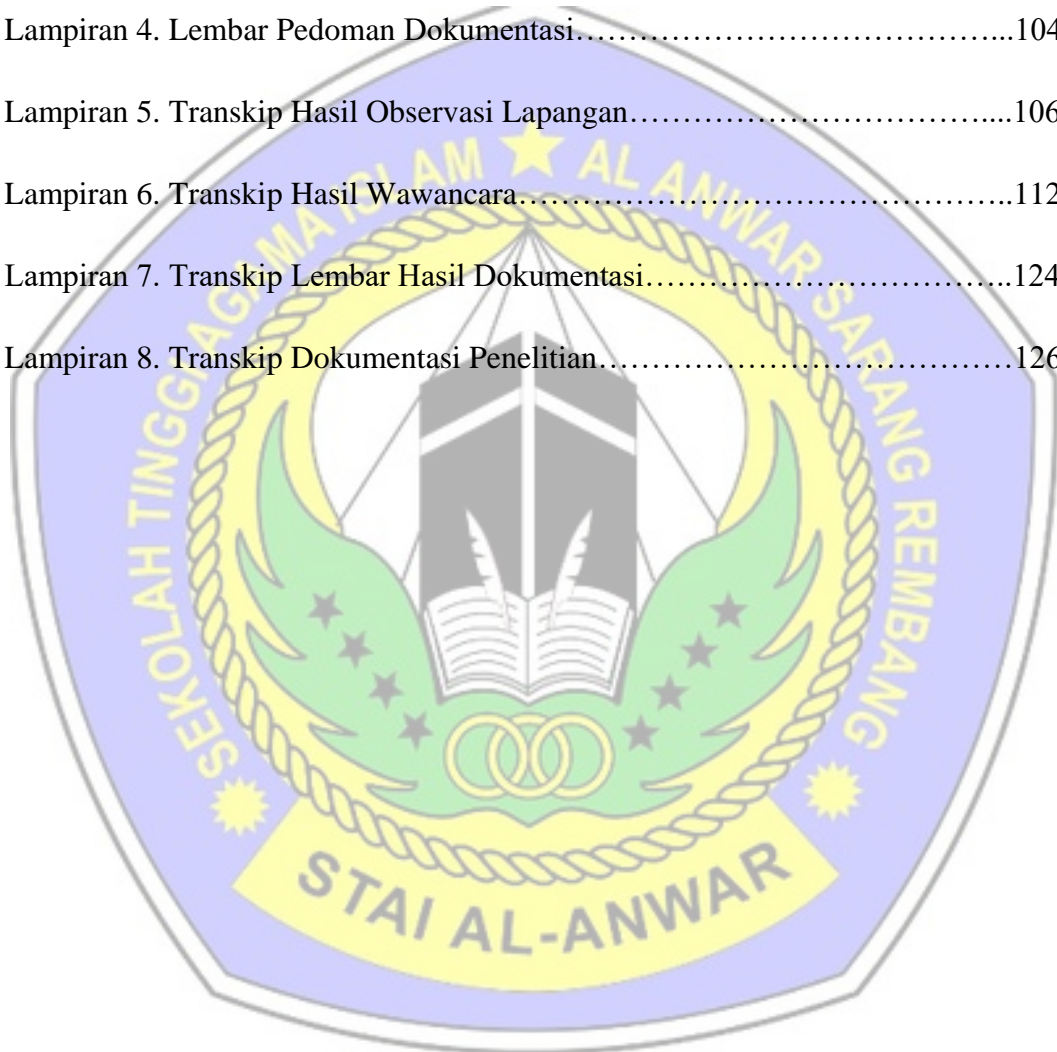 Lampiran 4. Lembar Pedoman Dokumentasi…………………………………...104
Lampiran 5. Transkip Hasil Observasi Lapangan……………………………....106
Lampiran 6. Transkip Hasil Wawancara………………………………………..112
Lampiran 7. Transkip Lembar Hasil Dokumentasi……………………………..124
Lampiran 8. Transkip Dokumentasi Penelitian…………………………………126
SEKOLAH TINGGI AGAMA ISLAM AL ANWAR SARANG REMBANG
STAI AL-ANWAR